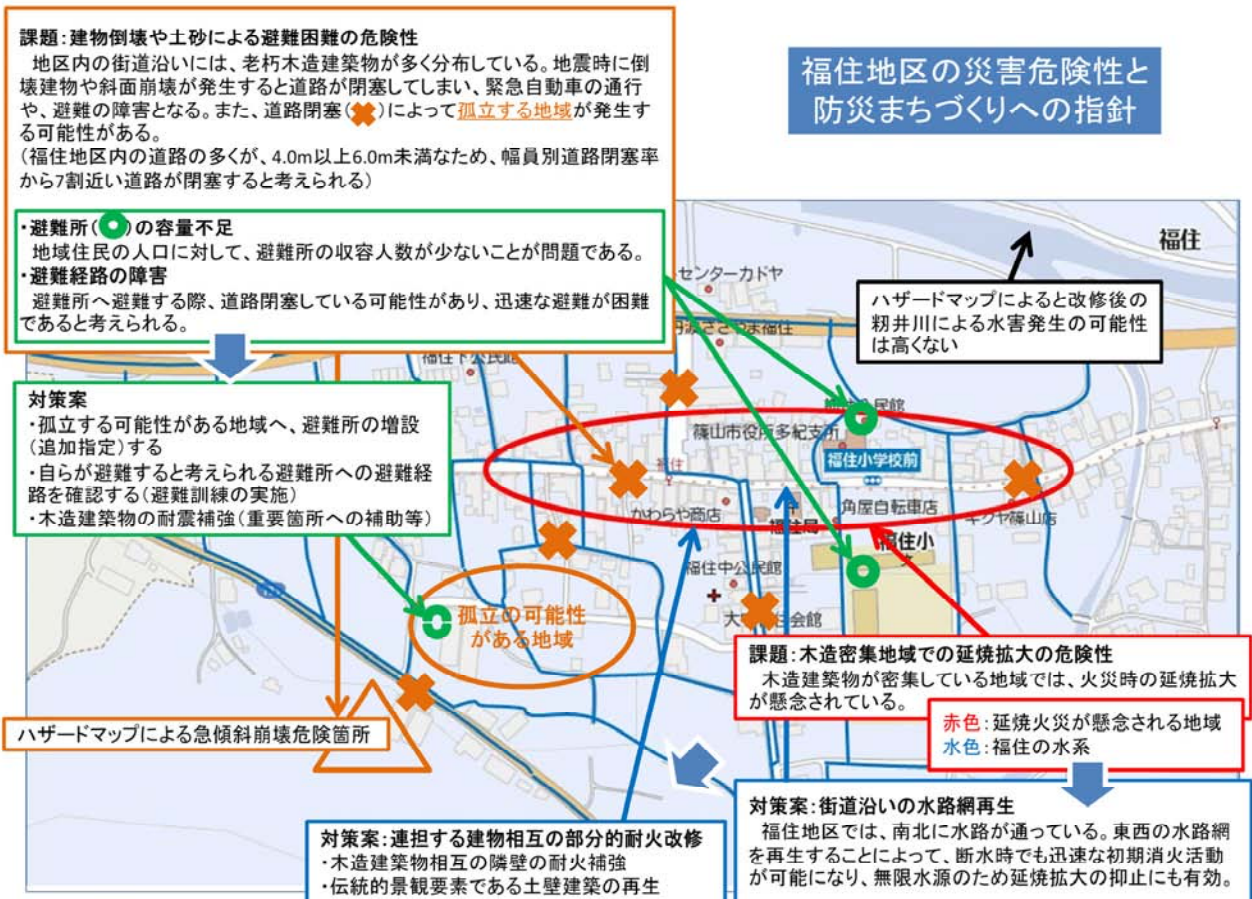 課題：建物倒壊や土砂による避難困難の危険性
地区内の街道沿いには、老朽木造建築物が多く分布している。地震時に倒
壊建物や斜面崩壊が発生すると道路が閉塞してしまい、緊急自動車の通行
や、避難の障害となる。また、道路閉塞(✖)によって孤立する地域が発生す
る可能性がある。
(福住地区内の道路の多くが、4.0m以上6.0m未満なため、幅員別道路閉塞率
から7割近い道路が閉塞すると考えられる)
福住地区の災害危険性と
防災まちづくりへの指針
・避難所( )の容量不足
地域住民の人口に対して、避難所の収容人数が少ないことが問題である。
・避難経路の障害
避難所へ避難する際、道路閉塞している可能性があり、迅速な避難が困難
であると考えられる。
福住
センターカドヤ
ハザードマップによると改修後の
籾井川による水害発生の可能性
は高くない
丹波ささやま福住
福住下公民館
対策案
・孤立する可能性がある地域へ、避難所の増設
(追加指定)する
・自らが避難すると考えられる避難所への避難経
路を確認する(避難訓練の実施)
・木造建築物の耐震補強(重要箇所への補助等)
公民館
篠山市役所多紀支所
福住小学校前
福住
かわらや商店
福住局
角屋自転車店
キクヤ篠山店
福住小
福住中公民館
住会館
孤立の可能性
がある地域
課題：木造密集地域での延焼拡大の危険性
木造建築物が密集している地域では、火災時の延焼拡大
が懸念されている。
赤色：延焼火災が懸念される地域
水色：福住の水系
ハザードマップによる急傾斜崩壊危険箇所
対策案：連担する建物相互の部分的耐火改修
・木造建築物相互の隣壁の耐火補強
・伝統的景観要素である土壁建築の再生
対策案：街道沿いの水路網再生
福住地区では、南北に水路が通っている。東西の水路網
を再生することによって、断水時でも迅速な初期消火活動
が可能になり、無限水源のため延焼拡大の抑止にも有効。